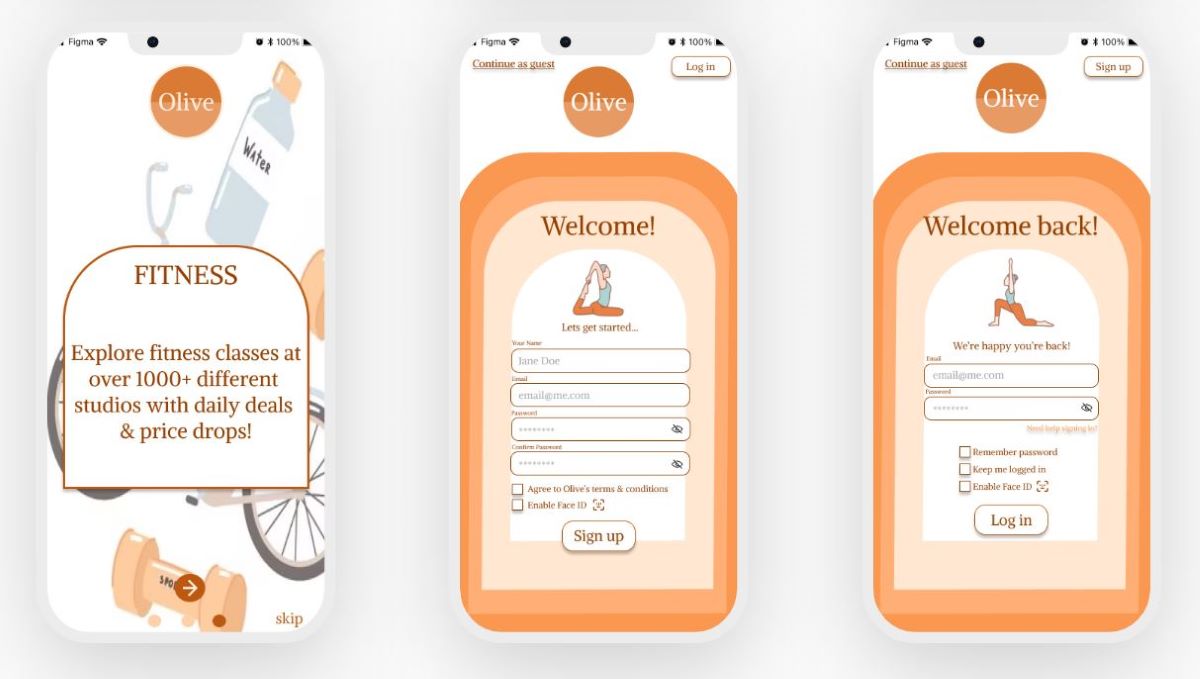 Figma
100%
Olive
Water
FITNESS
Explore fitness classes at
over 1000+ different
studios with daily deals
& price drops!
skip
Figma
100%
Continue as guest
Log in
Olive
Welcome!
Lets get started...
Your Name
Jane Doe
Email
email@me.com
Password
********
Confirm Password
********
Agree to Olive's terms & conditions
Enable Face ID
Sign up
Figma
100%
Continue as guest
Sign up
Olive
Welcome back!
We're happy you're back!
Email
email@me.com
Password
********
Need help signing in?
Remember password
Keep me logged in
Enable Face ID
Log in